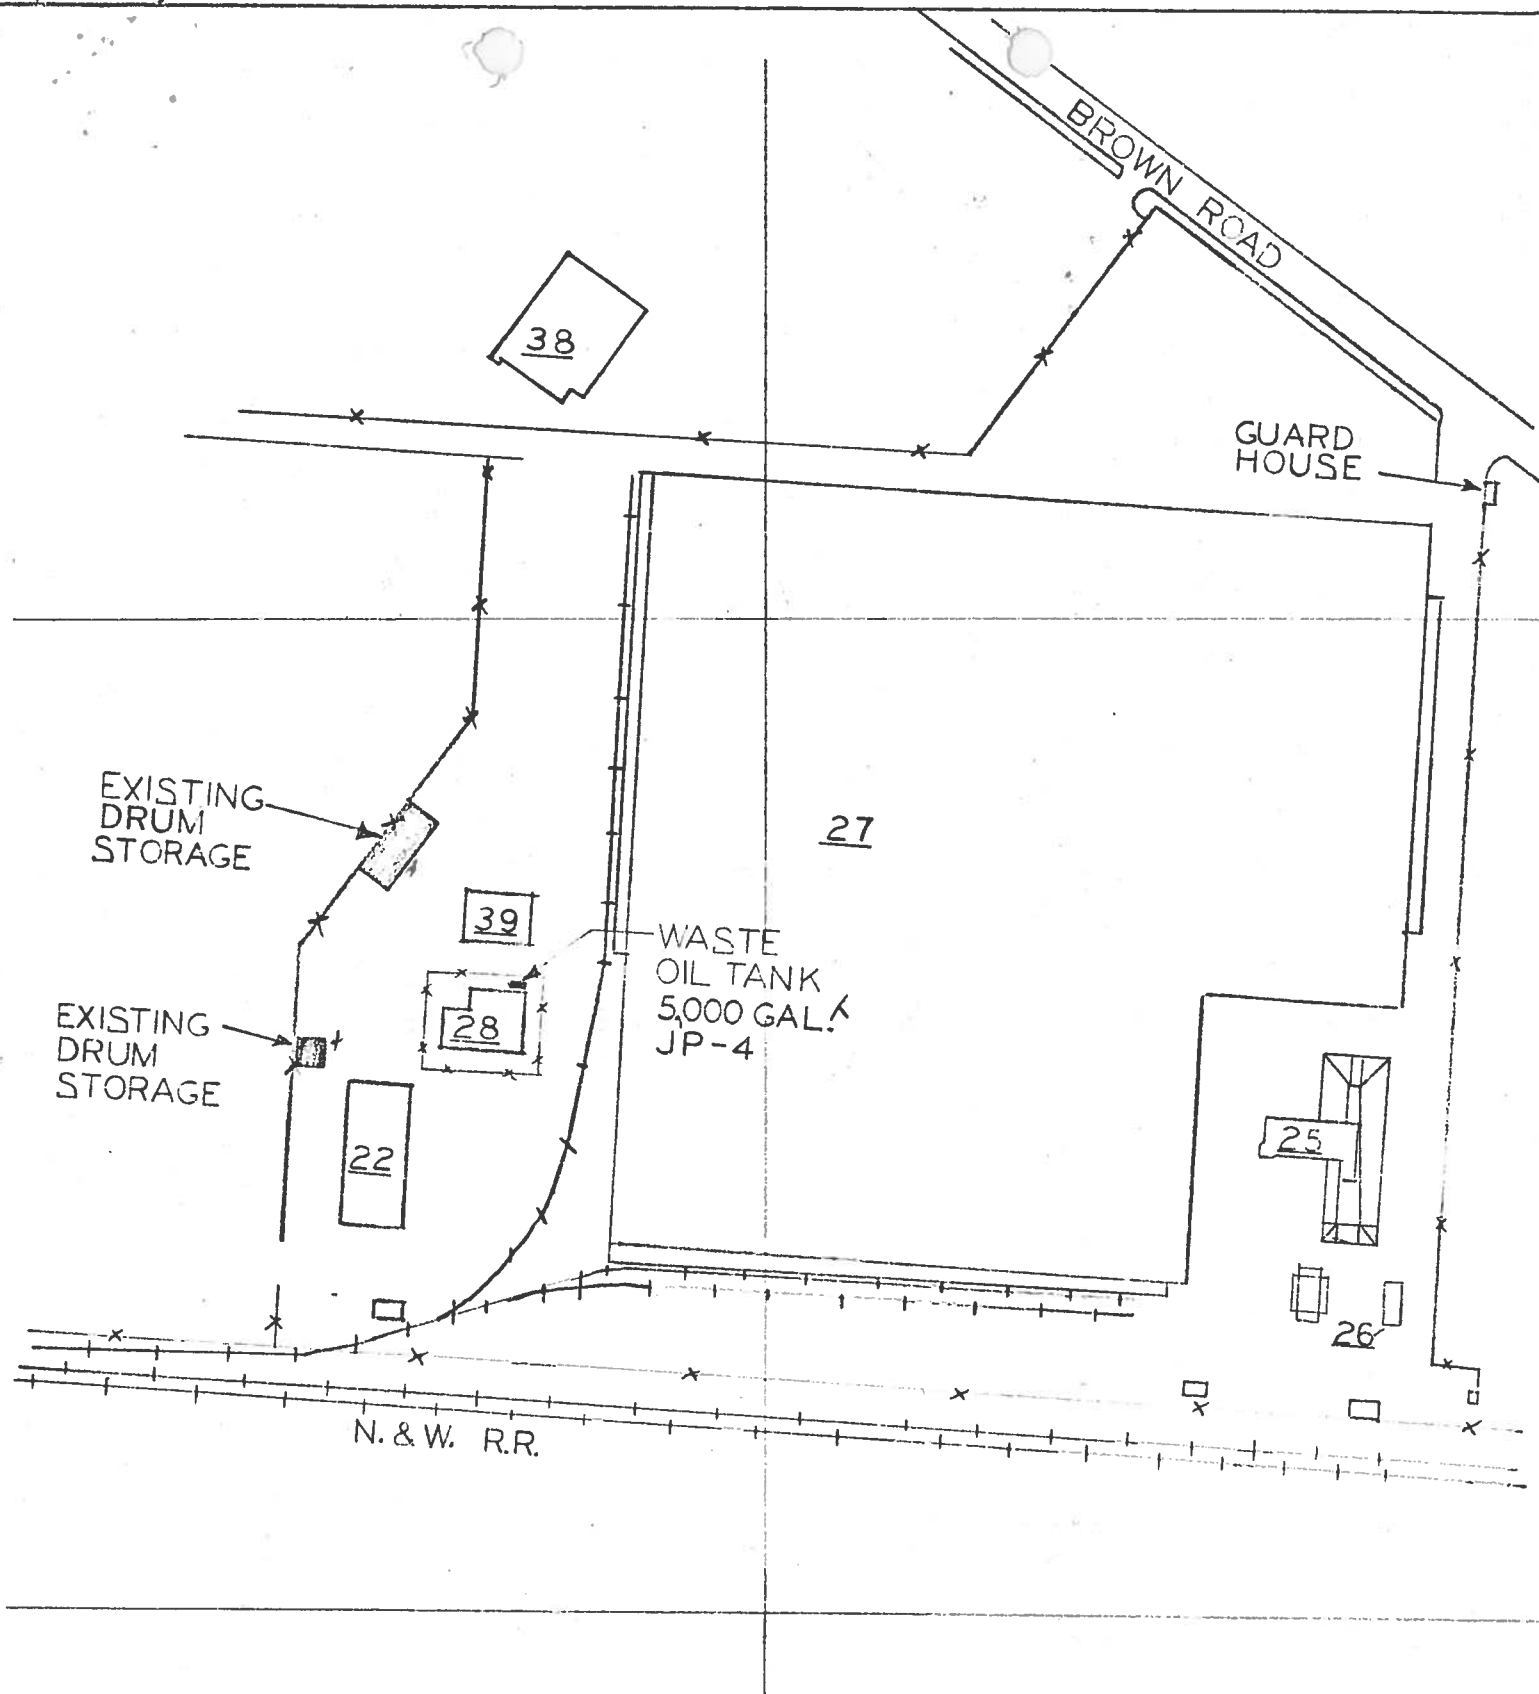 BROWN ROAD
38
GUARD
HOUSE
EXISTING
DRUM
STORAGE
27
39
WASTE
OIL TANK
5,000 GAL.
JP-4
EXISTING
DRUM
STORAGE
28
22
25
26
N. & W. R.R.